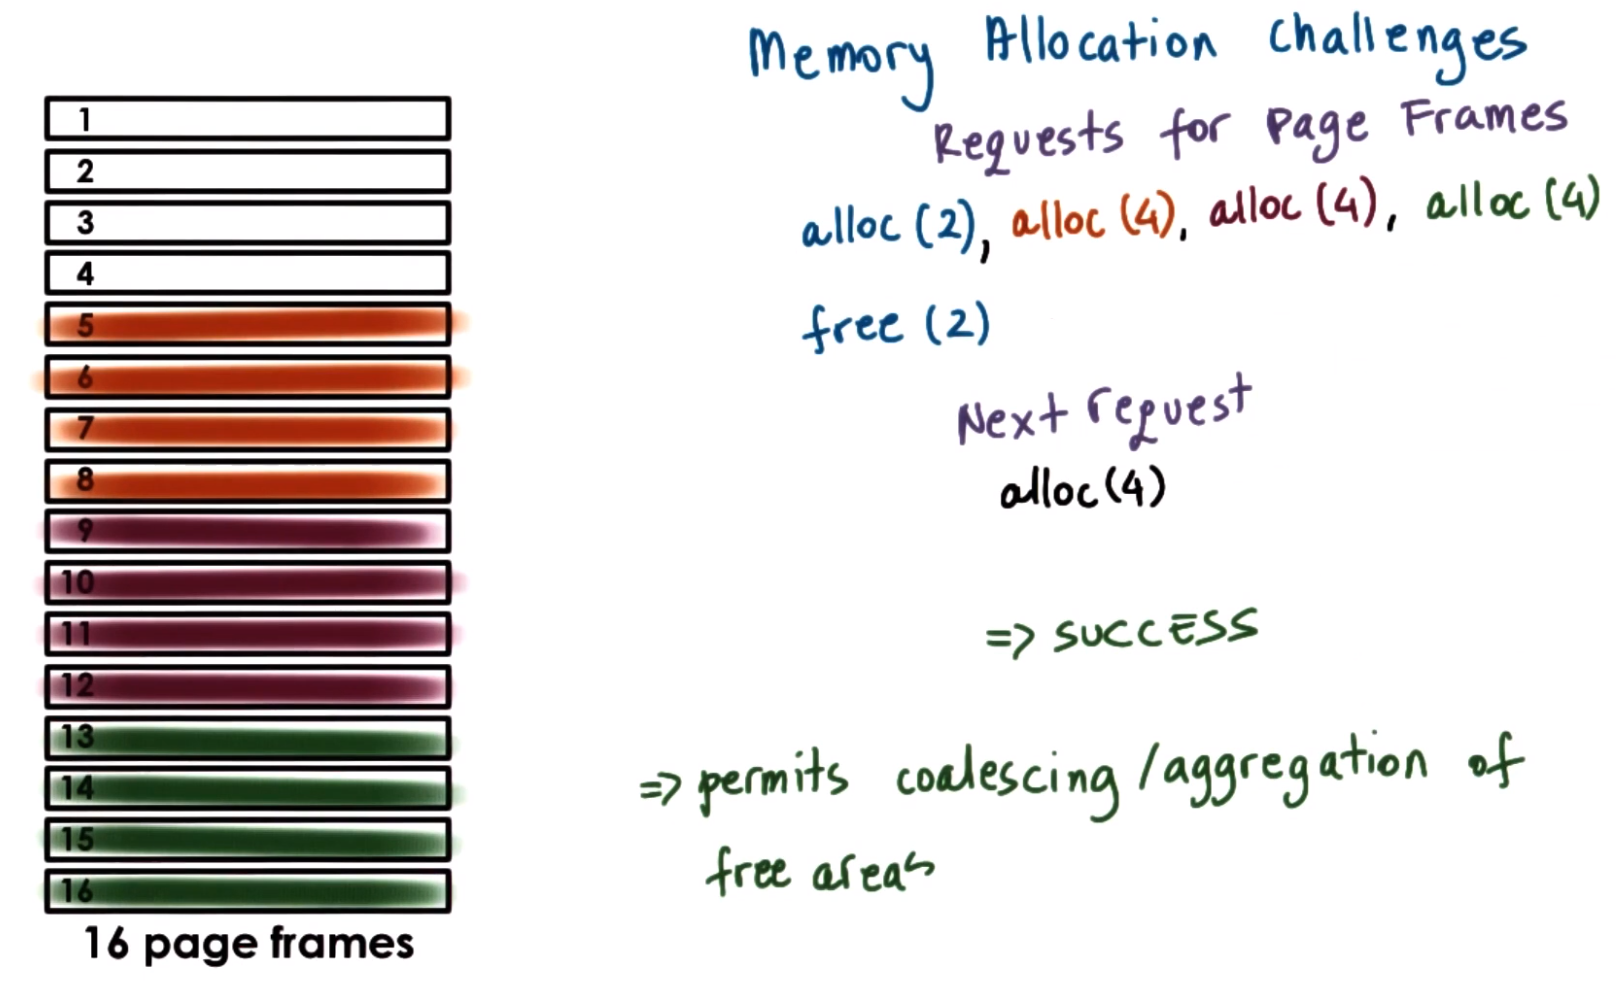 Memory Allocation Challenges
Requests for Page Frames
alloc (2), alloc (4), alloc (4), alloc (4)
free (2)
Next request
alloc (4)
=> SUCCESS
=> permits coalescing / aggregation of
free areas
1
2
3
4
5
6
7
8
9
10
11
12
13
14
15
16
16 page frames